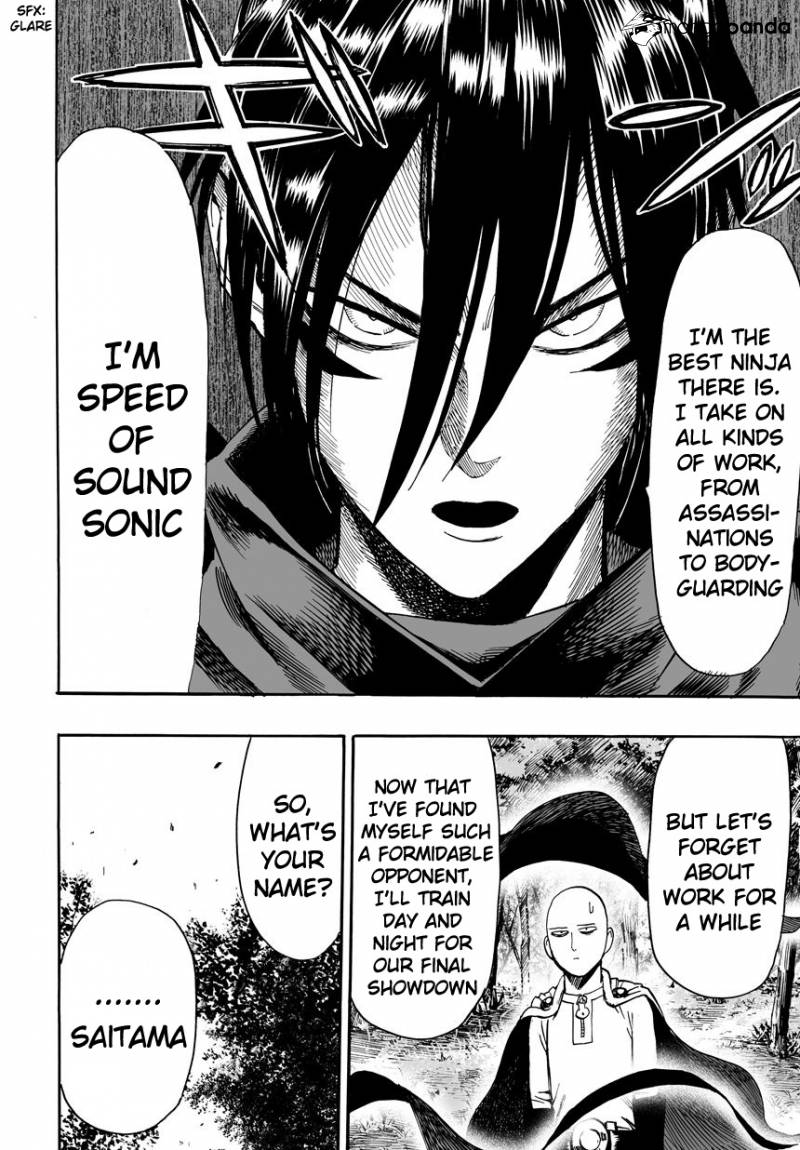 SFX:
GLARE
I'M THE
BEST NINJA
THERE IS.
I TAKE ON
ALL KINDS
OF WORK,
FROM
ASSASSI-
NATIONS
TO BODY-
GUARDING
I'M
SPEED
OF
SOUND
SONIC
BUT LET'S
FORGET
ABOUT
WORK FOR
A WHILE
NOW THAT
I'VE FOUND
MYSELF SUCH
A FORMIDABLE
OPPONENT,
I'LL TRAIN
DAY AND
NIGHT FOR
OUR FINAL
SHOWDOWN
SO,
WHAT'S
YOUR
NAME?
.......
SAITAMA